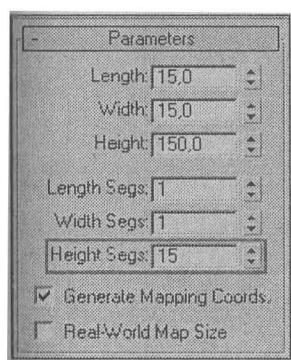 - Parameters
Length: 15,0
Width: 15,0
Height: 150,0
Length Segs: 1
Width Segs: 1
Height Segs: 15
Generate Mapping Coords.
Real-World Map Size